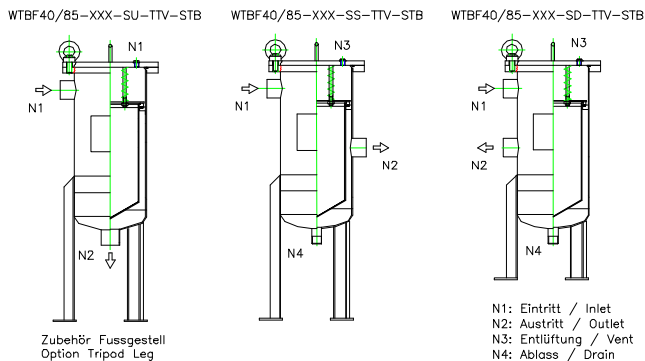 WTBF40/85-XXX-SU-TTV-STB
WTBF40/85-XXX-SS-TTV-STB
WTBF40/85-XXX-SD-TTV-STB
N1
N3
N3
N1
N1
N1
N2
N2
N2
N4
N4
Zubehör Fussgestell
Option Tripod Leg
N1: Eintritt / Inlet
N2: Austritt / Outlet
N3: Entlüftung / Vent
N4: Ablass / Drain